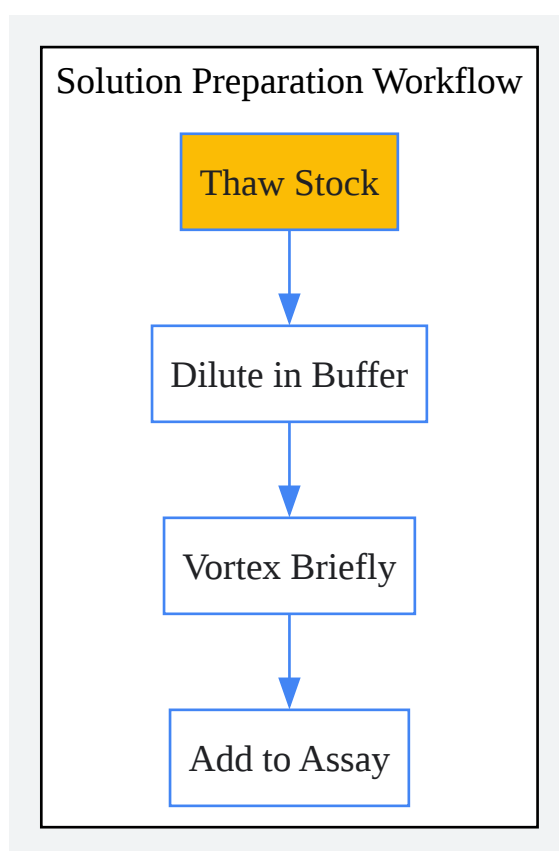 Solution Preparation Workflow
Thaw Stock
Dilute in Buffer
Vortex Briefly
Add to Assay